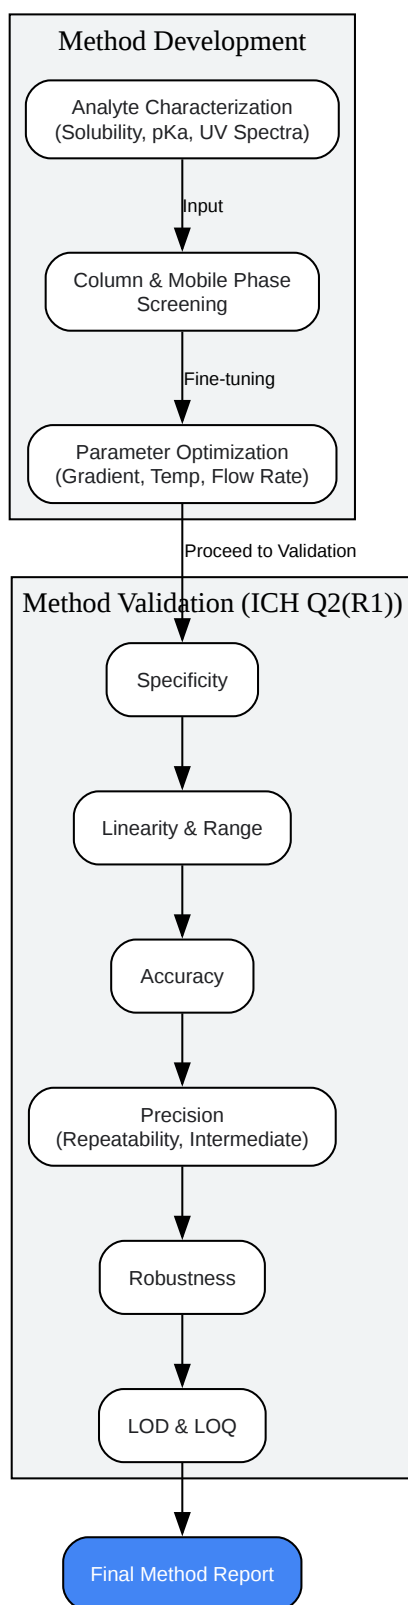 Method Development
Analyte Characterization
(Solubility, pKa, UV Spectra)
Input
Column & Mobile Phase
Screening
Fine-tuning
Parameter Optimization
(Gradient, Temp, Flow Rate)
Proceed to Validation
Method Validation (ICH Q2(R1))
Specificity
Linearity & Range
Accuracy
Precision
(Repeatability, Intermediate)
Robustness
LOD & LOQ
Final Method Report